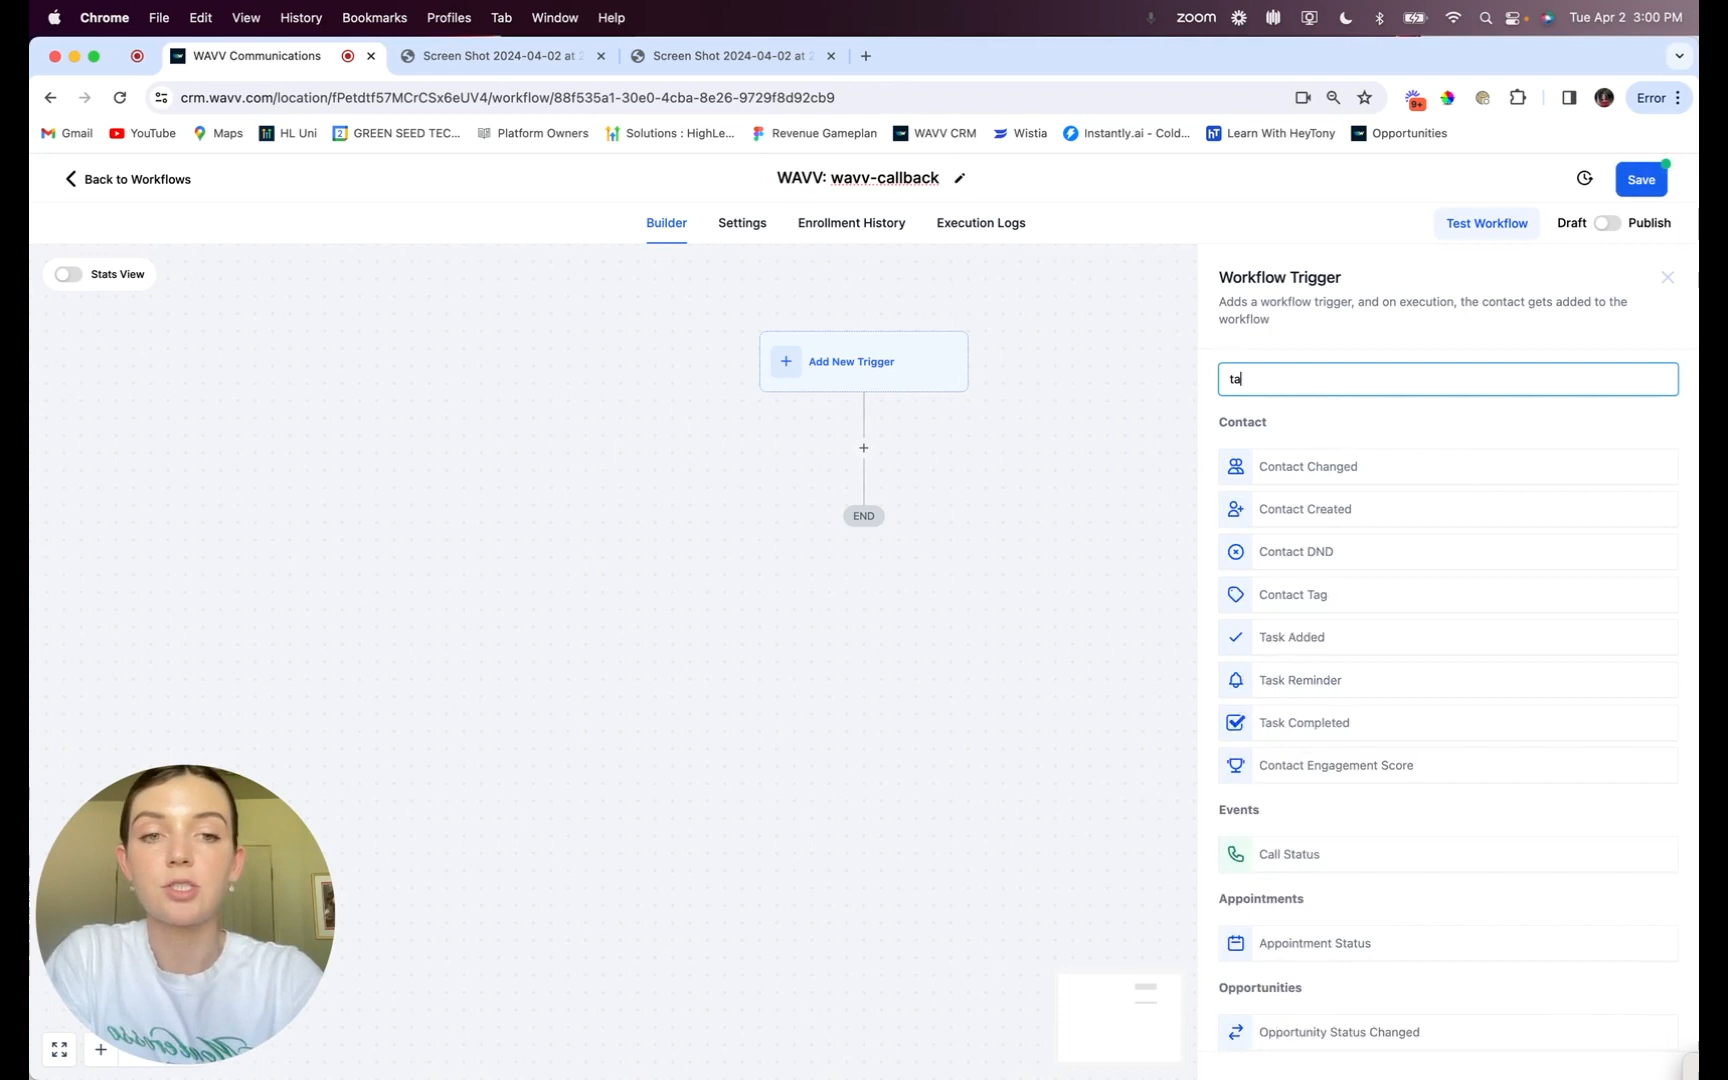 Chrome File Edit View History Bookmarks Profiles Tab Window Help zoom Tue Apr 2 3:00 PM
WAVV Communications Screen Shot 2024-04-02 at 2 Screen Shot 2024-04-02 at 2
crm.wavv.com/location/fPetdtf57MCrCSx6eUV4/workflow/88f535a1-30e0-4cba-8e26-9729f8d92cb9 9+ Error
Gmail YouTube Maps HL Uni GREEN SEED TEC... Platform Owners Solutions : HighLe... Revenue Gameplan WAVV CRM Wistia Instantly.ai - Cold... Learn With HeyTony Opportunities
Back to Workflows WAVV: wavv-callback Save
Builder Settings Enrollment History Execution Logs Test Workflow Draft Publish
Stats View
Add New Trigger
END
Workflow Trigger
Adds a workflow trigger, and on execution, the contact gets added to the
workflow
ta
Contact
Contact Changed
Contact Created
Contact DND
Contact Tag
Task Added
Task Reminder
Task Completed
Contact Engagement Score
Events
Call Status
Appointments
Appointment Status
Opportunities
Opportunity Status Changed